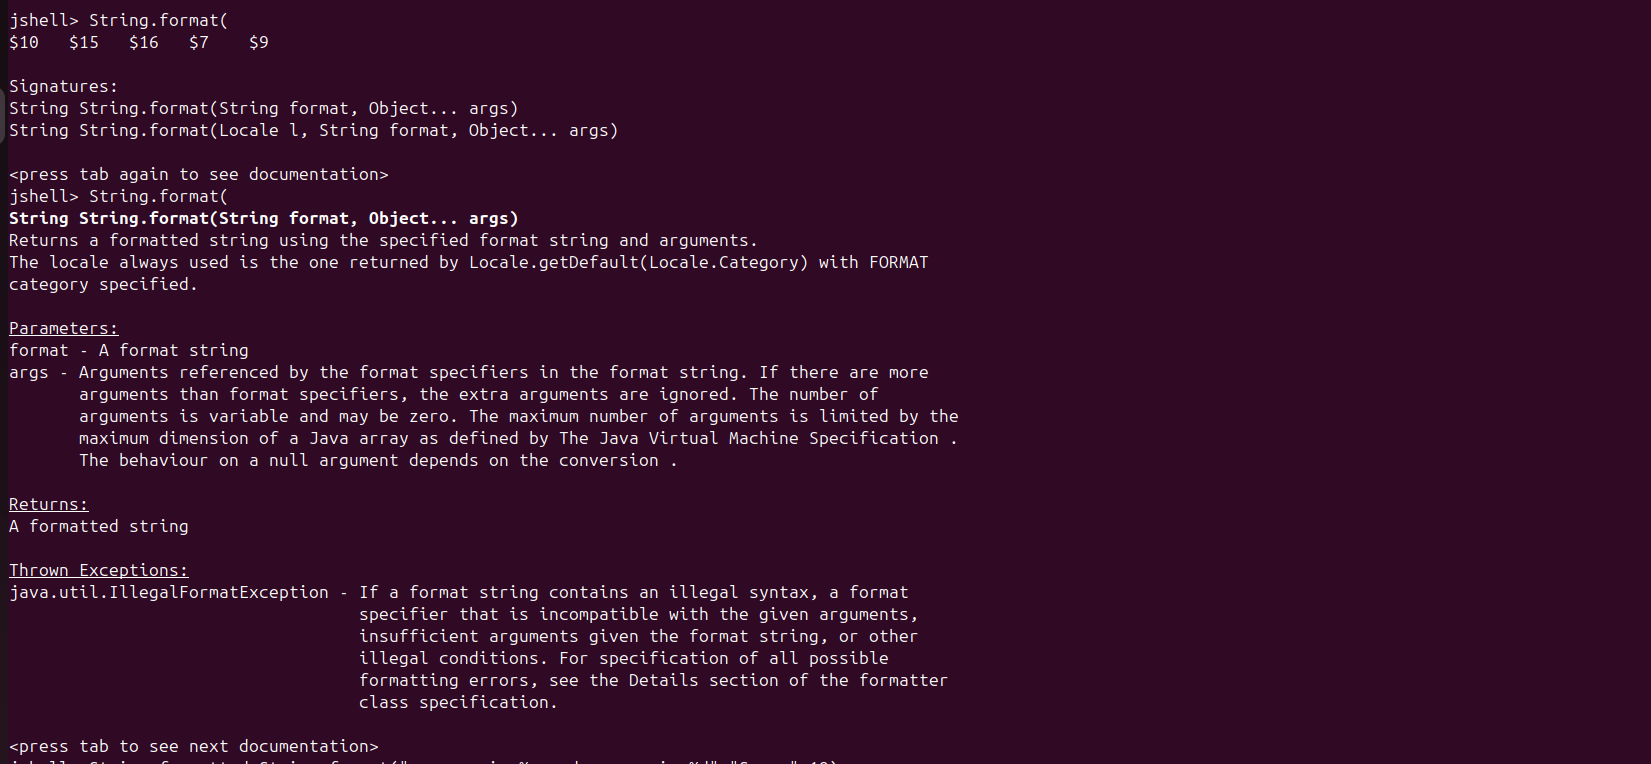 jshell> String.format(
$10   $15   $16   $7    $9
Signatures:
String String.format(String format, Object... args)
String String.format(Locale l, String format, Object... args)
<press tab again to see documentation>
jshell> String.format(
String String.format(String format, Object... args)
Returns a formatted string using the specified format string and arguments.
The locale always used is the one returned by Locale.getDefault(Locale.Category) with FORMAT
category specified.
Parameters:
format - A format string
args - Arguments referenced by the format specifiers in the format string. If there are more
arguments than format specifiers, the extra arguments are ignored. The number of
arguments is variable and may be zero. The maximum number of arguments is limited by the
maximum dimension of a Java array as defined by The Java Virtual Machine Specification .
The behaviour on a null argument depends on the conversion .
Returns:
A formatted string
Thrown Exceptions:
java.util.IllegalFormatException - If a format string contains an illegal syntax, a format
specifier that is incompatible with the given arguments,
insufficient arguments given the format string, or other
illegal conditions. For specification of all possible
formatting errors, see the Details section of the formatter
class specification.
<press tab to see next documentation>